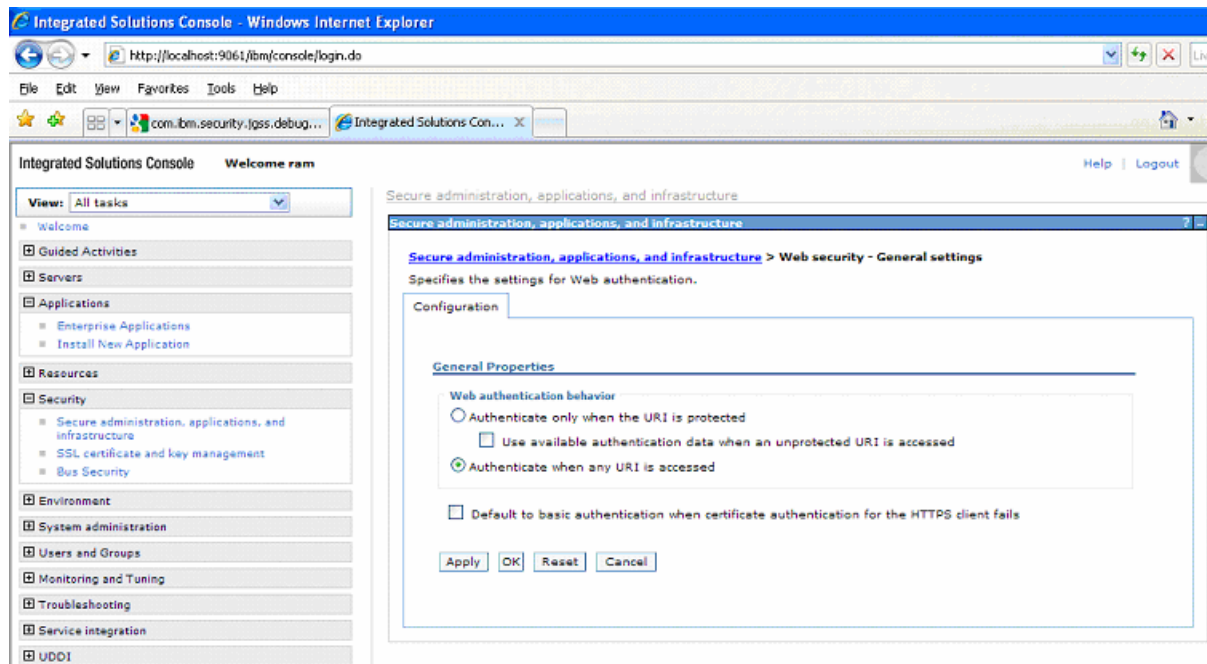 Integrated Solutions Console - Windows Internet Explorer
http://localhost:9061/ibm/console/login.do
File Edit View Favorites Tools Help
com.ibm.security.jgss.debug... Integrated Solutions Con... X
Integrated Solutions Console Welcome ram Help | Logout
View: All tasks
Welcome
Guided Activities
Servers
Applications
Enterprise Applications
Install New Application
Resources
Security
Secure administration, applications, and
infrastructure
SSL certificate and key management
Bus Security
Environment
System administration
Users and Groups
Monitoring and Tuning
Troubleshooting
Service integration
UDDI
Secure administration, applications, and infrastructure
Secure administration, applications, and infrastructure ? -
Secure administration, applications, and infrastructure > Web security - General settings
Specifies the settings for Web authentication.
Configuration
General Properties
Web authentication behavior
Authenticate only when the URI is protected
Use available authentication data when an unprotected URI is accessed
Authenticate when any URI is accessed
Default to basic authentication when certificate authentication for the HTTPS client fails
Apply OK Reset Cancel